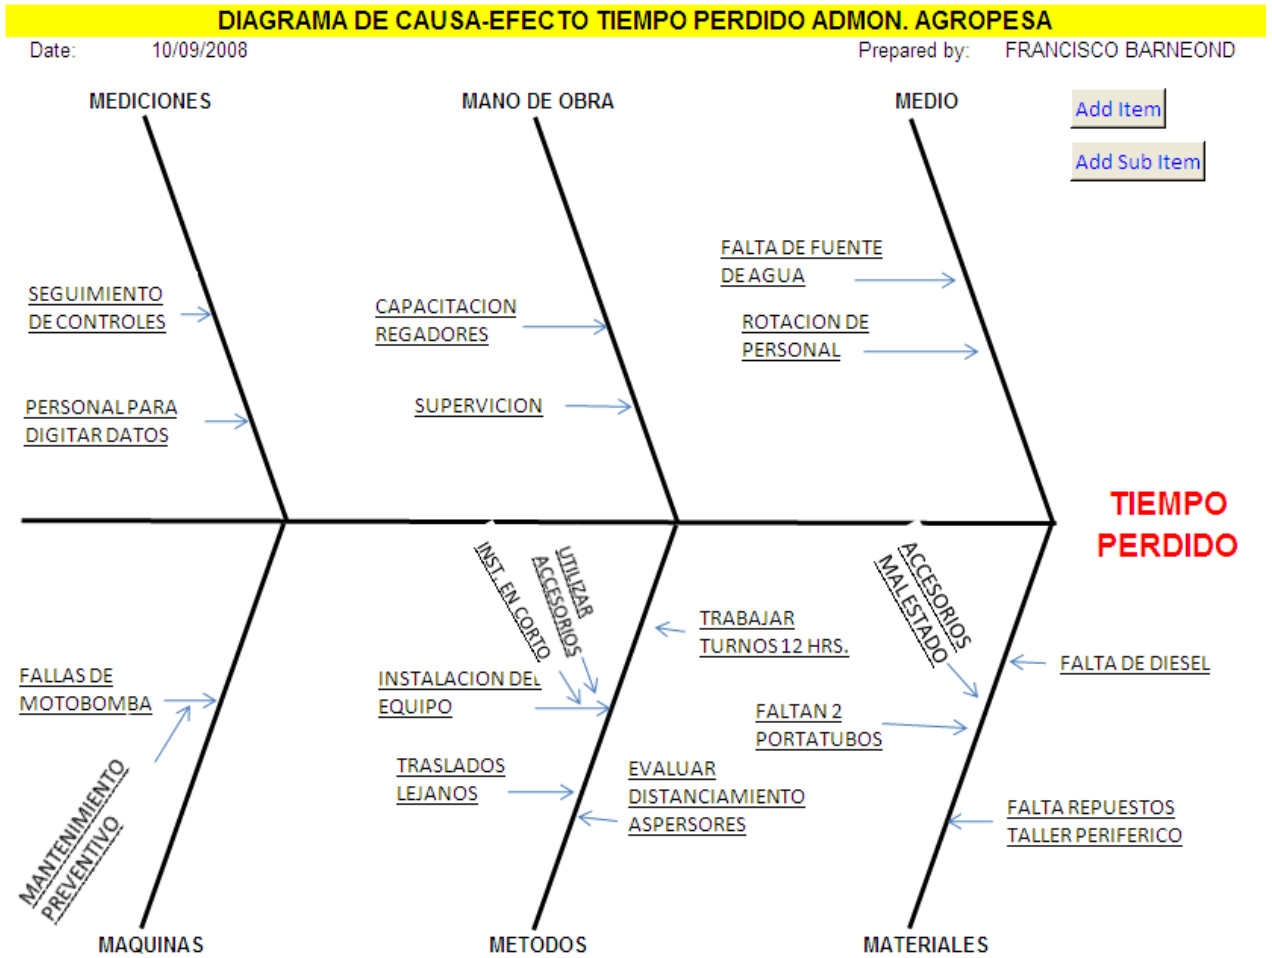 DIAGRAMA DE CAUSA-EFECTO TIEMPO PERDIDO ADMON. AGROPESA
Date: 10/09/2008
Prepared by: FRANCISCO BARNEOND
MEDICIONES
MANO DE OBRA
MEDIO
Add Item
Add Sub Item
SEGUIMIENTO
DE CONTROLES
PERSONAL PARA
DIGITAR DATOS
CAPACITACION
REGADORES
SUPERVICION
FALTA DE FUENTE
DE AGUA
ROTACION DE
PERSONAL
TIEMPO
PERDIDO
FALLAS DE
MOTOBOMBA
MANTENIMIENTO
PREVENTIVO
INST. EN CORTO
UTILIZAR
ACCESORIOS
INSTALACION DEL
EQUIPO
TRASLADOS
LEJANOS
TRABAJAR
TURNOS 12 HRS.
EVALUAR
DISTANCIAMIENTO
ASPERSORES
ACCESORIOS
MALESTADO
FALTAN 2
PORTATUBOS
FALTA DE DIESEL
FALTA REPUESTOS
TALLER PERIFERICO
MAQUINAS
METODOS
MATERIALES